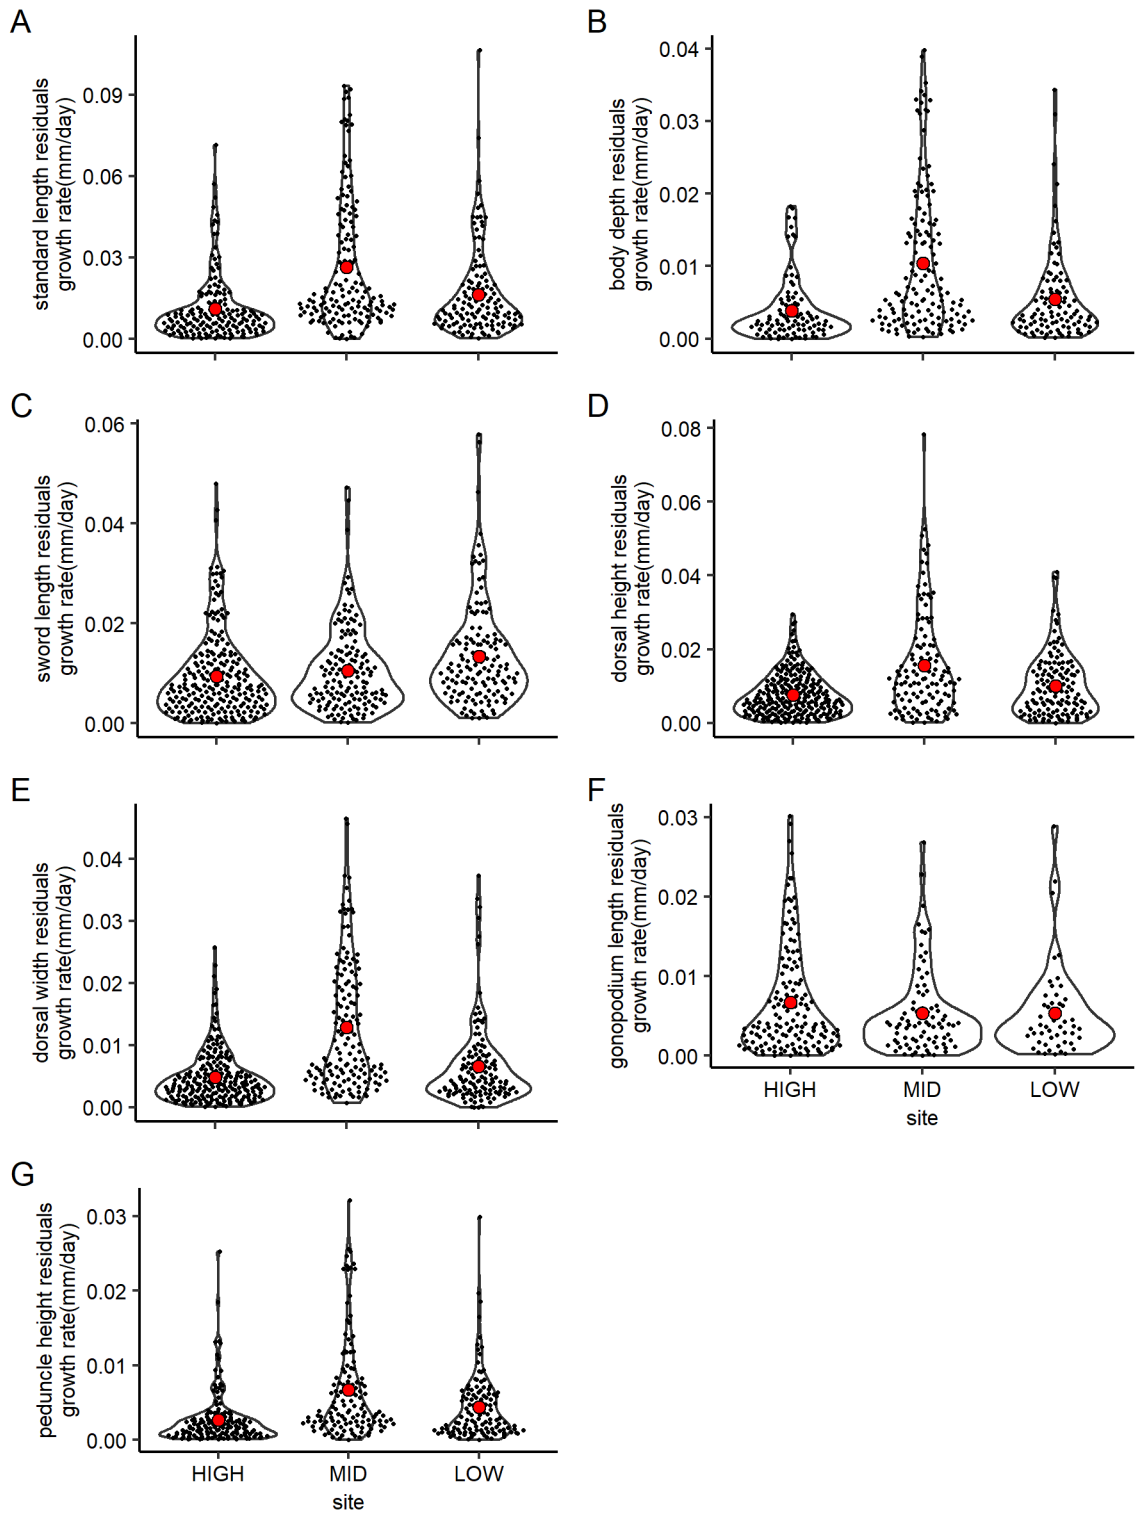 A
standard length residuals
growth rate(mm/day)
0.09
0.06
0.03
0.00
B
body depth residuals
growth rate(mm/day)
0.04
0.03
0.02
0.01
0.00
C
sword length residuals
growth rate(mm/day)
0.06
0.04
0.02
0.00
D
dorsal height residuals
growth rate(mm/day)
0.08
0.06
0.04
0.02
0.00
E
dorsal width residuals
growth rate(mm/day)
0.04
0.03
0.02
0.01
0.00
F
gonopodium length residuals
growth rate(mm/day)
0.03
0.02
0.01
0.00
HIGH MID LOW
site
G
peduncle height residuals
growth rate(mm/day)
0.03
0.02
0.01
0.00
HIGH MID LOW
site